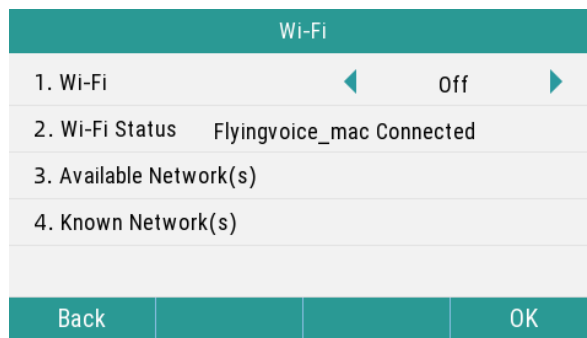 Wi-Fi
1. Wi-Fi Off
2. Wi-Fi Status Flyingvoice_mac Connected
3. Available Network(s)
4. Known Network(s)
Back OK